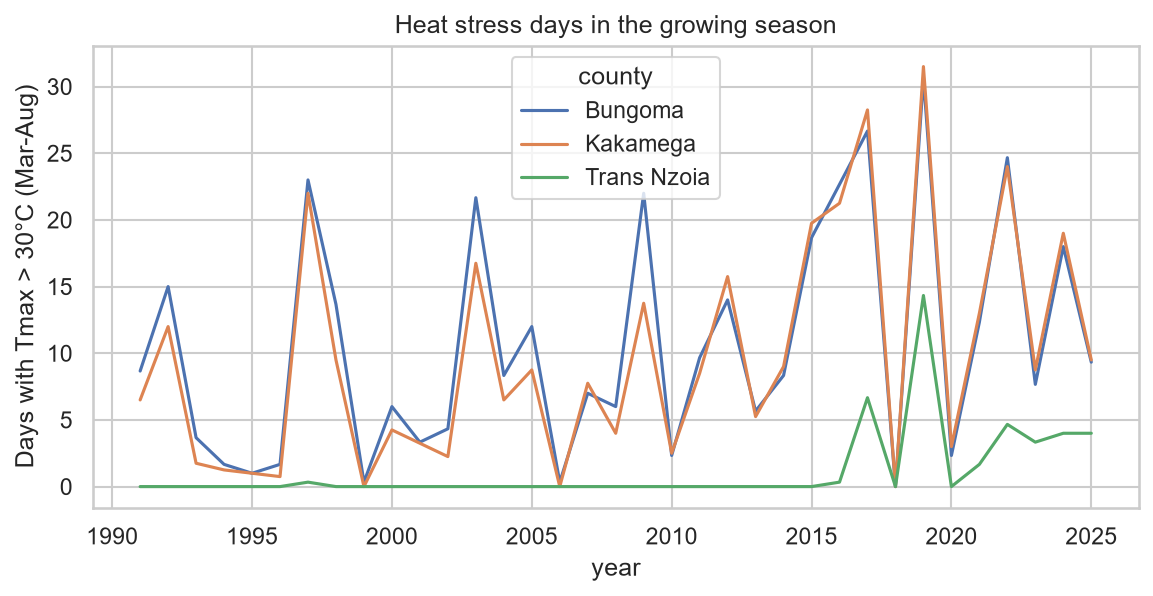 Heat stress days in the growing season
Days with Tmax > 30°C (Mar-Aug)
30
25
20
15
10
5
0
county
Bungoma
Kakamega
Trans Nzoia
1990 1995 2000 2005 2010 2015 2020 2025
year